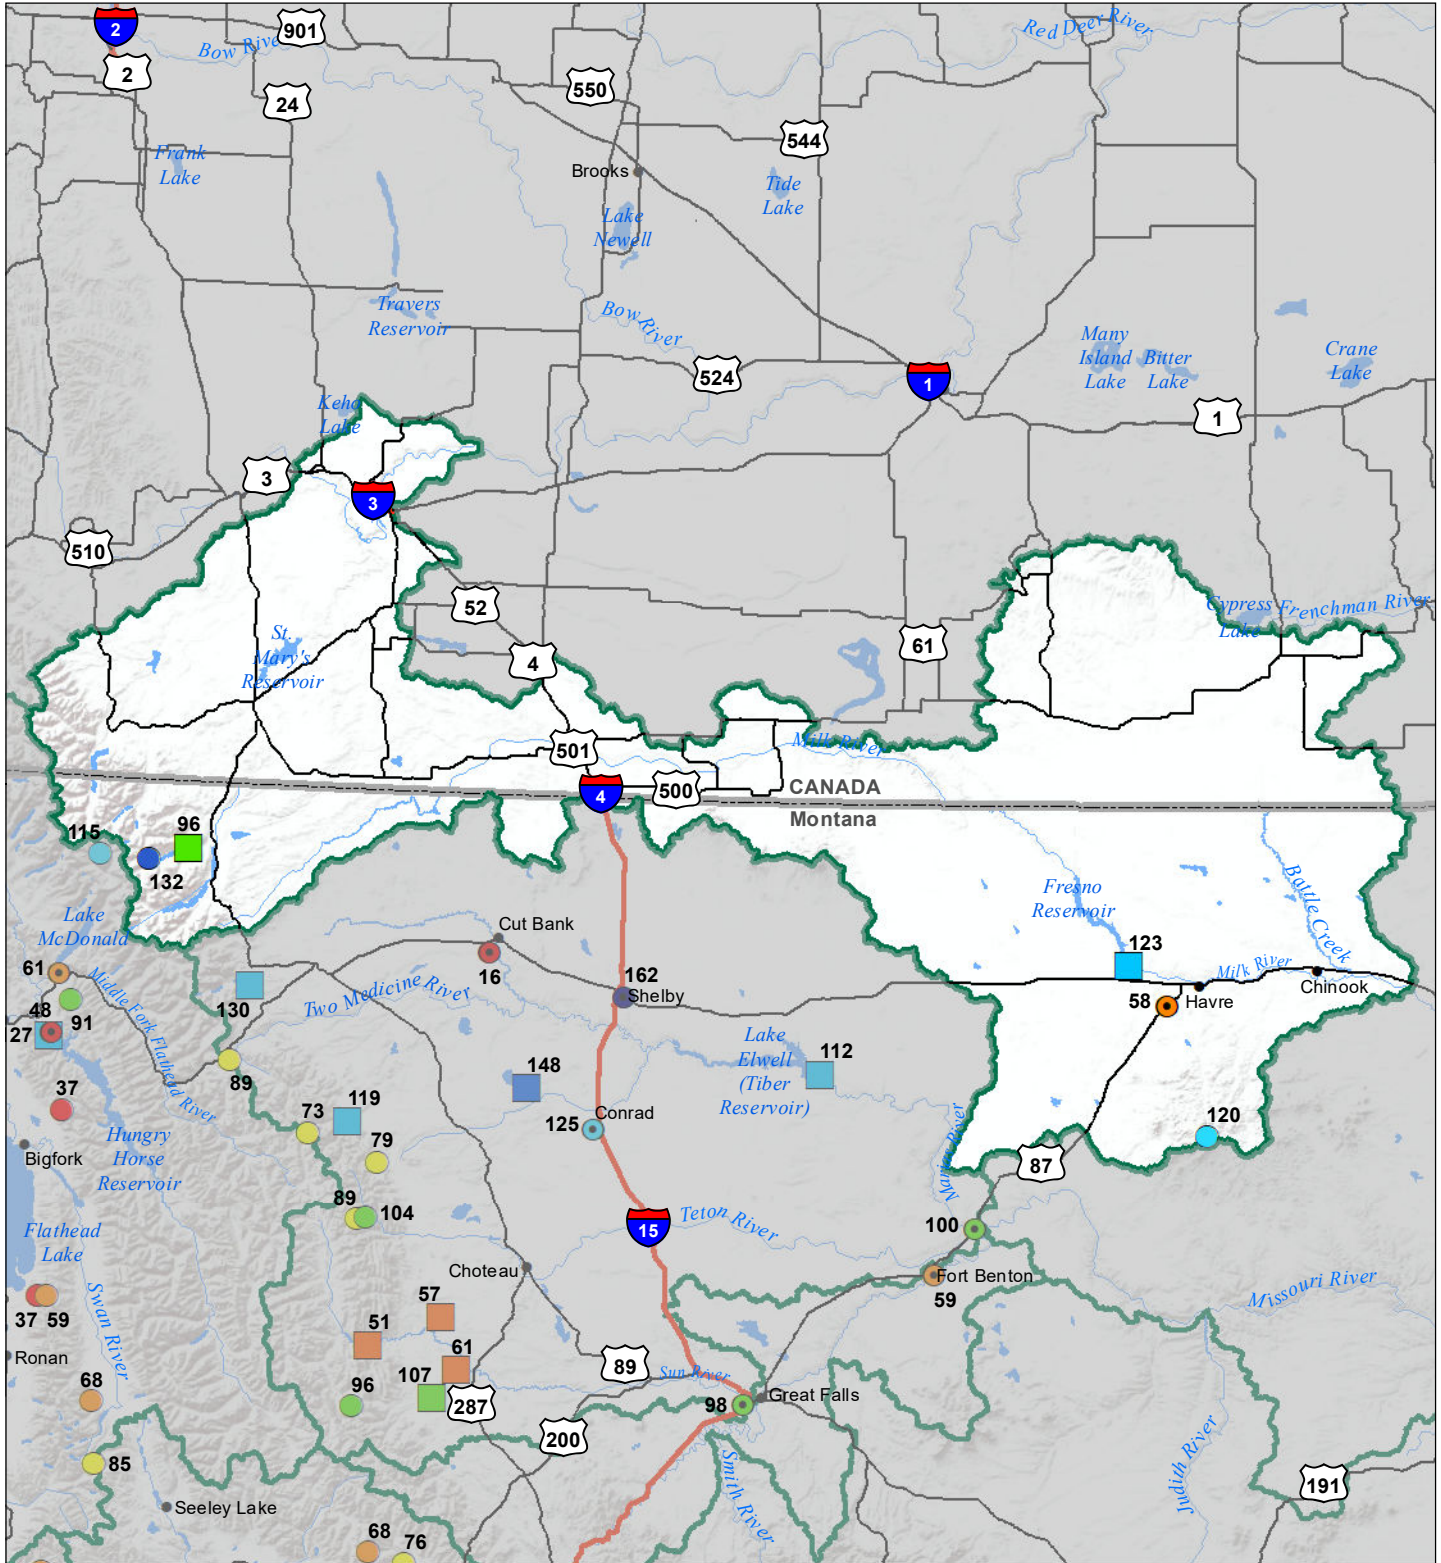 2
901
Bow River
Red Deer River
2
24
550
544
Frank
Lake
Brooks
Tide
Lake
Lake
Newell
Travers
Reservoir
Bow River
Many
Island
Lake
Bitter
Lake
Crane
Lake
524
1
1
Keho
Lake
3
3
510
52
Cypress
Lake
Frenchman River
St.
Mary's
Reservoir
4
61
501
Milk River
4
500
CANADA
Montana
115
96
132
Fresno
Reservoir
Battle Creek
Lake
McDonald
Cut Bank
123
Milk River
61
16
162
Shelby
Chinook
Havre
58
Middle Fork Flathead River
130
Two Medicine River
48
91
27
Lake
Elwell
(Tiber
Reservoir)
112
148
89
37
119
73
Conrad
125
120
79
Hungry
Horse
Reservoir
Bigfork
87
Marias River
89
104
15
Teton River
100
Flathead
Lake
Choteau
Fort Benton
59
Missouri River
Swan River
37
59
57
51
Ronan
61
89
Sun River
68
96
107
287
98
Great Falls
200
Smith River
Judith River
85
191
Seeley Lake
68
76